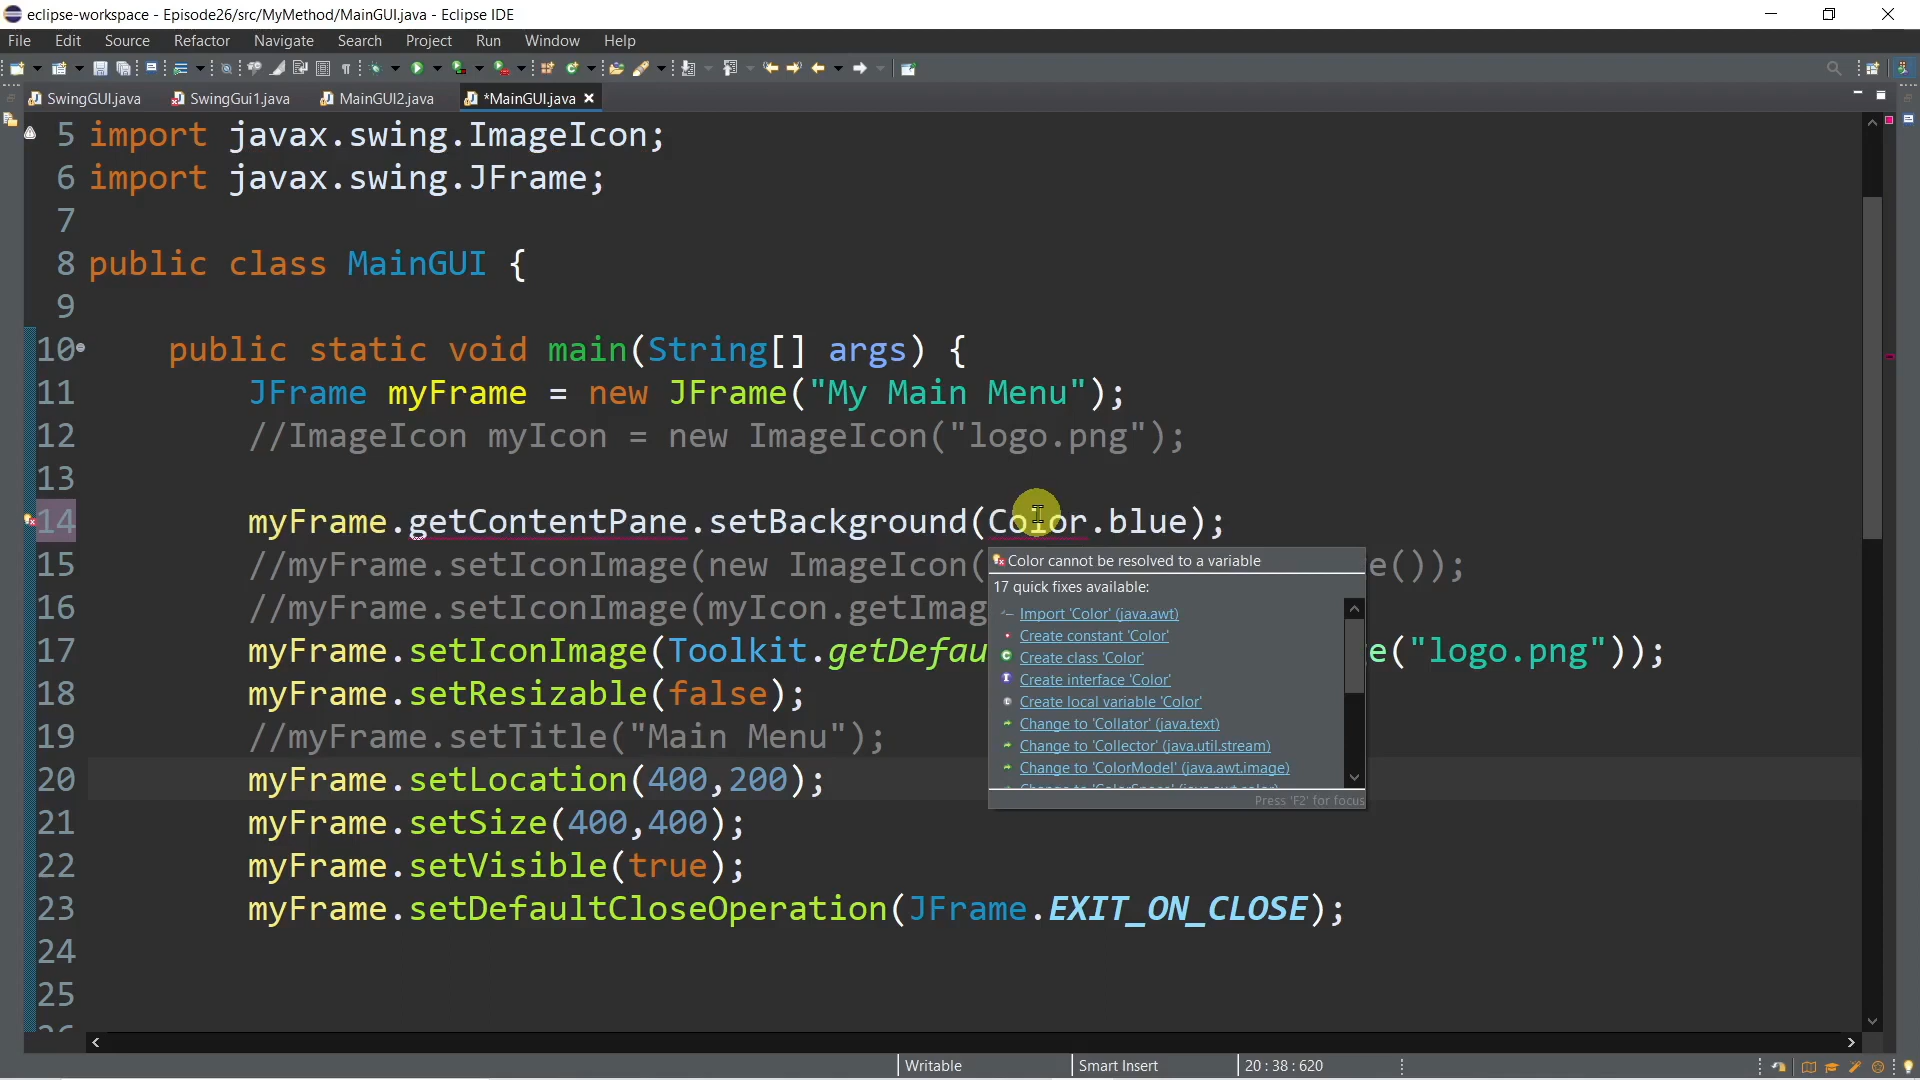 eclipse-workspace - Episode26/src/MyMethod/MainGUI.java - Eclipse IDE
File Edit Source Refactor Navigate Search Project Run Window Help
SwingGUI.java SwingGui1.java MainGUI2.java *MainGUI.java
5 import javax.swing.ImageIcon;
6 import javax.swing.JFrame;
7
8 public class MainGUI {
9
10 public static void main(String[] args) {
11 JFrame myFrame = new JFrame("My Main Menu");
12 //ImageIcon myIcon = new ImageIcon("logo.png");
13
14 myFrame.getContentPane.setBackground(Color.blue);
Color cannot be resolved to a variable
15 //myFrame.setIconImage(new ImageIcon( e());
17 quick fixes available:
16 //myFrame.setIconImage(myIcon.getImag
Import 'Color' (java.awt)
Create constant 'Color'
17 myFrame.setIconImage(Toolkit.getDefau e("logo.png"));
Create class 'Color'
Create interface 'Color'
18 myFrame.setResizable(false);
Create local variable 'Color'
Change to 'Collator' (java.text)
19 //myFrame.setTitle("Main Menu");
Change to 'Collector' (java.util.stream)
Change to 'ColorModel' (java.awt.image)
20 myFrame.setLocation(400,200);
Press 'F2' for focus
21 myFrame.setSize(400,400);
22 myFrame.setVisible(true);
23 myFrame.setDefaultCloseOperation(JFrame.EXIT_ON_CLOSE);
24
25
Writable Smart Insert 20 : 38 : 620